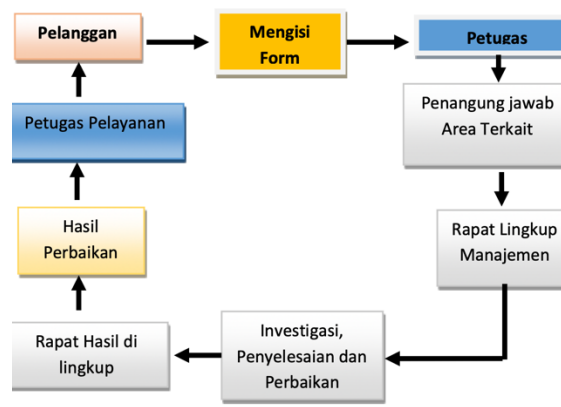 Pelanggan
Mengisi
Form
Petugas
Penangung jawab
Area Terkait
Rapat Lingkup
Manajemen
Investigasi,
Penyelesaian dan
Perbaikan
Rapat Hasil di
lingkup
Hasil
Perbaikan
Petugas Pelayanan